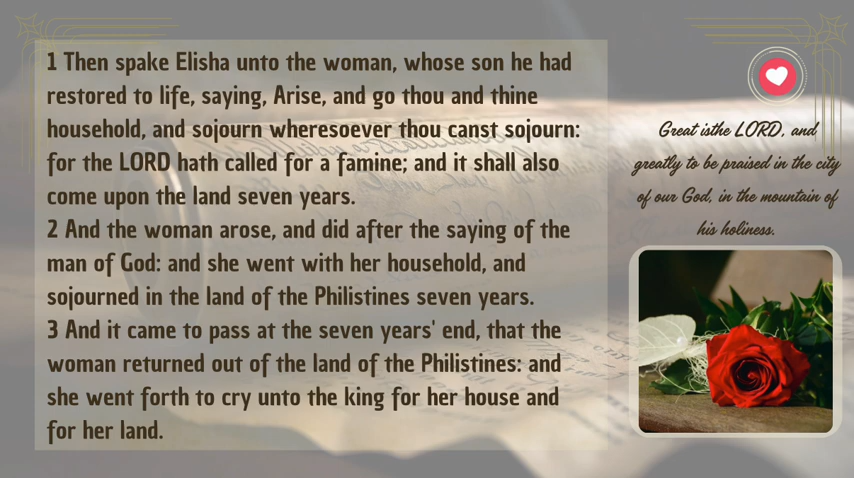 1 Then spake Elisha unto the woman, whose son he had
restored to life, saying, Arise, and go thou and thine
household, and sojourn wheresoever thou canst sojourn:
for the LORD hath called for a famine; and it shall also
come upon the land seven years.
2 And the woman arose, and did after the saying of the
man of God: and she went with her household, and
sojourned in the land of the Philistines seven years.
3 And it came to pass at the seven years' end, that the
woman returned out of the land of the Philistines: and
she went forth to cry unto the king for her house and
for her land.
Great isthe LORD, and
greatly to be praised in the city
of our God, in the mountain of
his holiness.